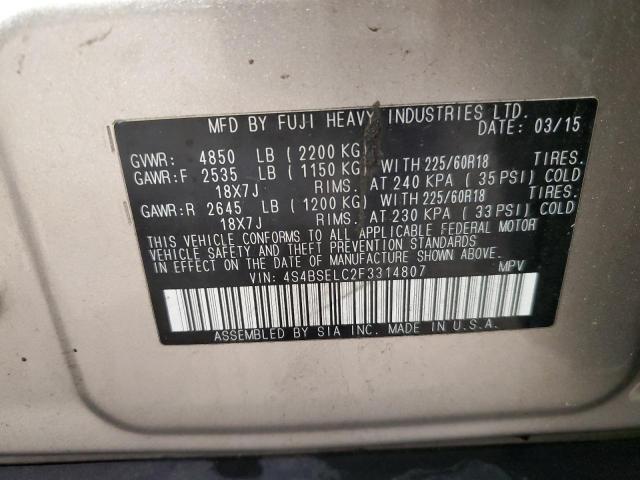 MFD BY FUJI HEAVY INDUSTRIES LTD.
DATE: 03/15
GVWR: 4850 LB ( 2200 KG)
GAWR:F 2535 LB ( 1150 KG) WITH 225/60R18 TIRES.
18X7J RIMS. AT 240 KPA ( 35 PSI) COLD
GAWR:R 2645 LB ( 1200 KG) WITH 225/60R18 TIRES.
18X7J RIMS. AT 230 KPA ( 33 PSI) COLD
THIS VEHICLE CONFORMS TO ALL APPLICABLE FEDERAL MOTOR
VEHICLE SAFETY AND THEFT PREVENTION STANDARDS
IN EFFECT ON THE DATE OF MANUFACTURE SHOWN ABOVE.
VIN: 4S4BSELC2F3314807 MPV
ASSEMBLED BY SIA INC. MADE IN U.S.A.